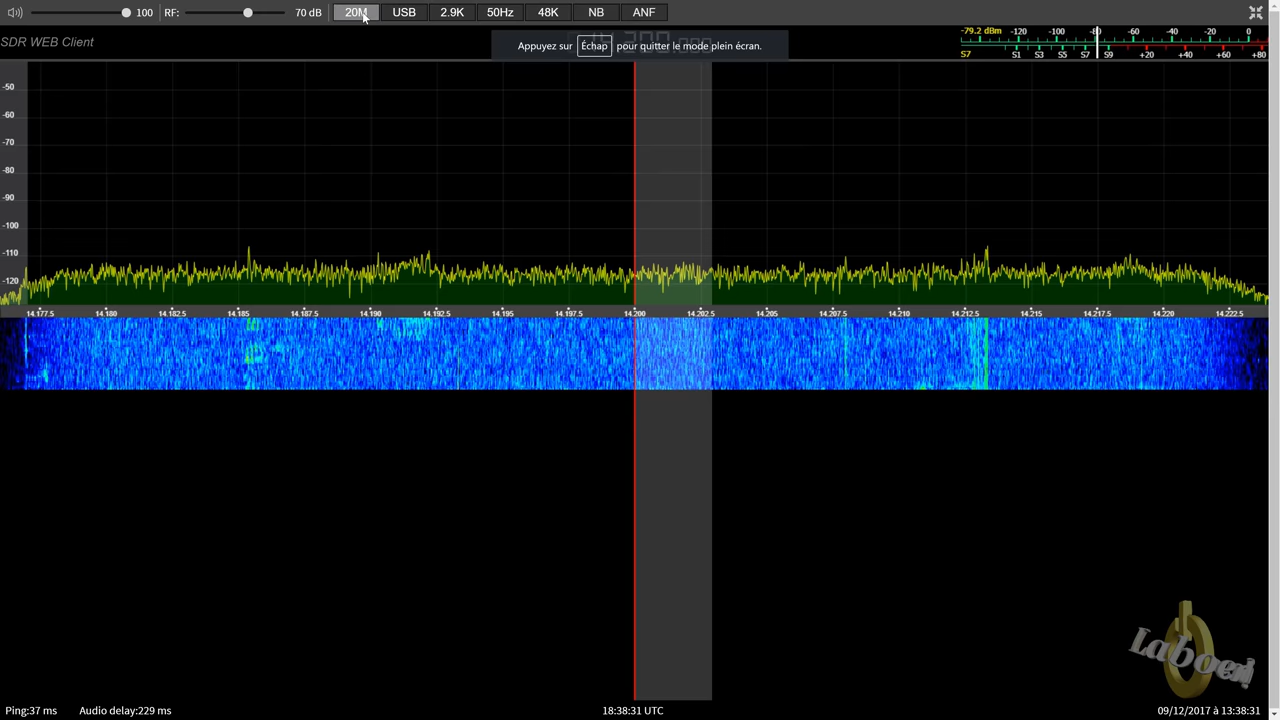 100 RF: 70 dB 20M USB 2.9K 50Hz 48K NB ANF
SDR WEB Client
Appuyez sur Échap pour quitter le mode plein écran.
-79.2 dBm -120 -100 -80 -60 -40 -20 0
S7 S1 S3 S5 S7 S9 +20 +40 +60 +80
-50
-60
-70
-80
-90
-100
-110
-120
14.177.5 14.180 14.182.5 14.185 14.187.5 14.190 14.192.5 14.195 14.197.5 14.200 14.202.5 14.205 14.207.5 14.210 14.212.5 14.215 14.217.5 14.220 14.222.5
Ping:37 ms Audio delay:229 ms 18:38:31 UTC 09/12/2017 à 13:38:31